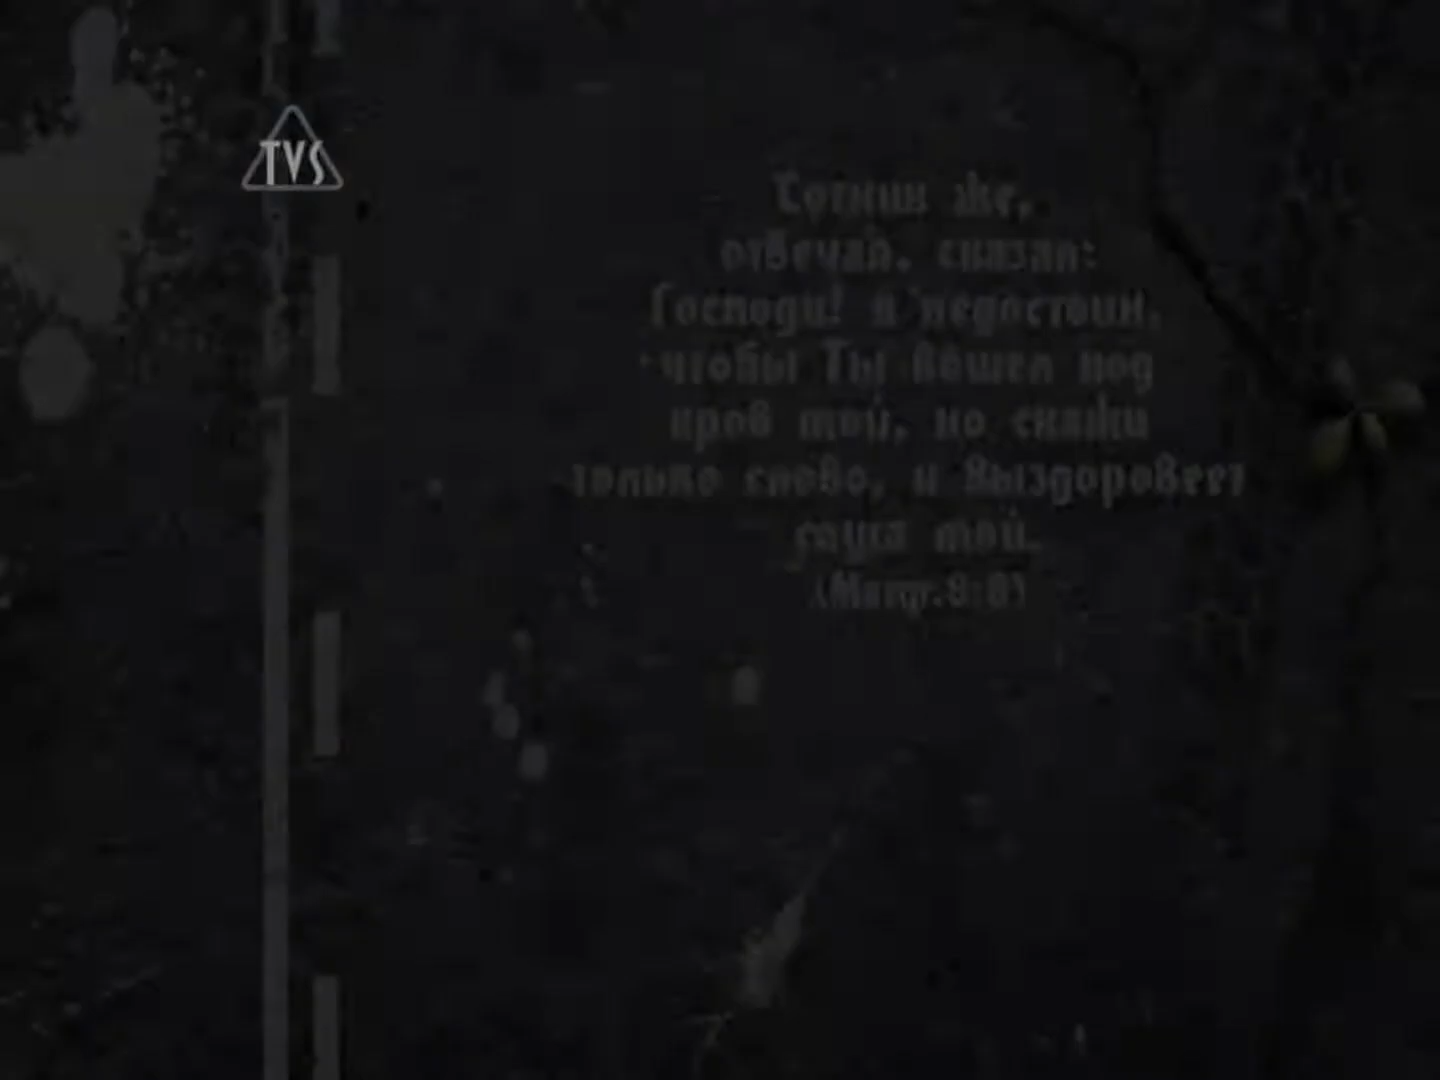 TVS
Сотник же,
отвечая, сказал:
Господи! я недостоин,
чтобы Ты вошел под
кров мой, но скажи
только слово, и выздоровеет
слуга мой.
(Матф.8:8)